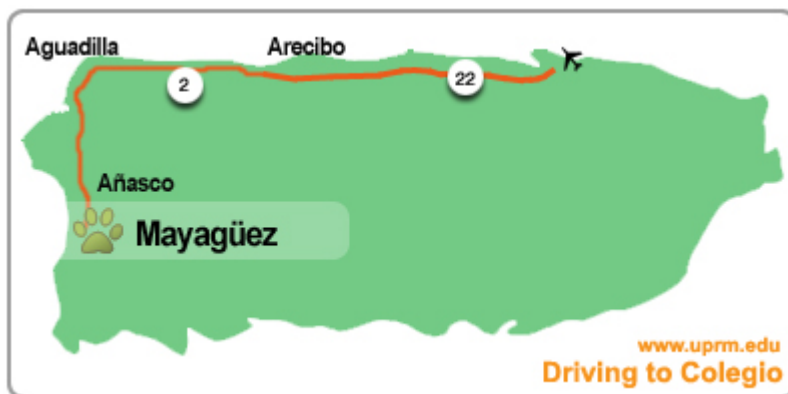 Aguadilla
Arecibo
2
22
Añasco
Mayagüez
www.uprm.edu
Driving to Colegio